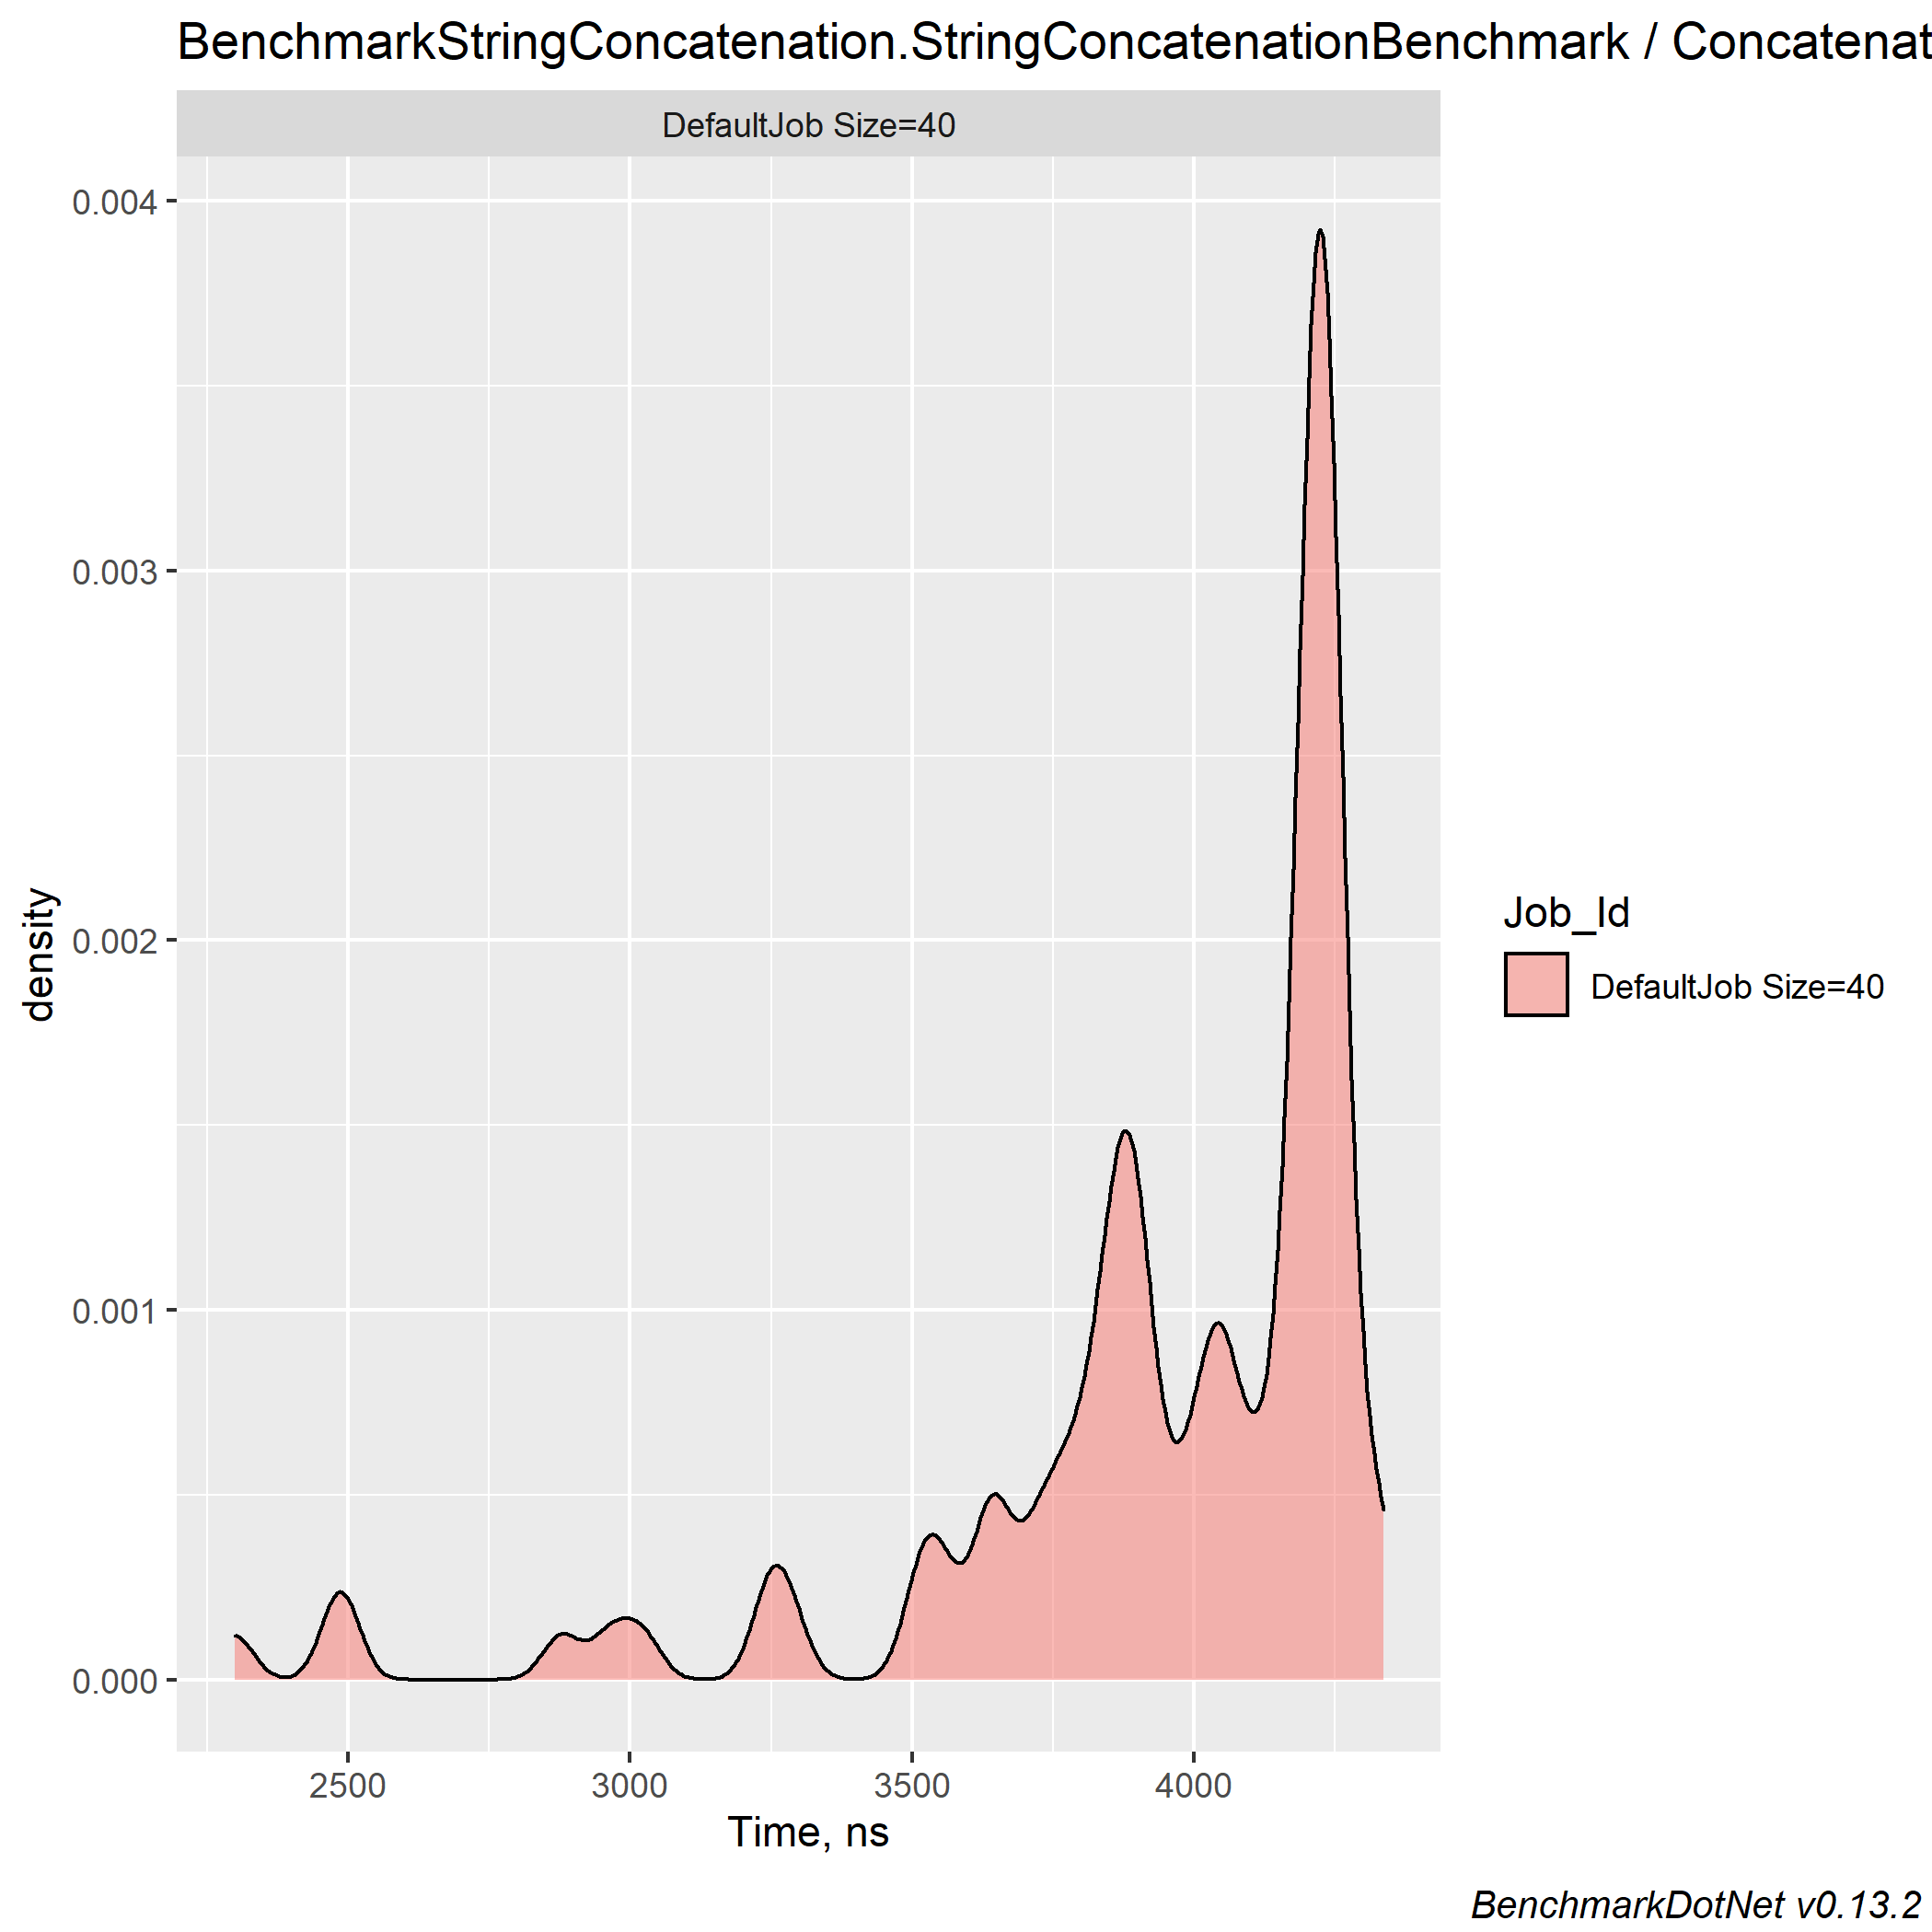 BenchmarkStringConcatenation.StringConcatenationBenchmark / Concatenat
DefaultJob Size=40
0.004
0.003
0.002
0.001
0.000
density
2500 3000 3500 4000
Time, ns
Job_Id
DefaultJob Size=40
BenchmarkDotNet v0.13.2